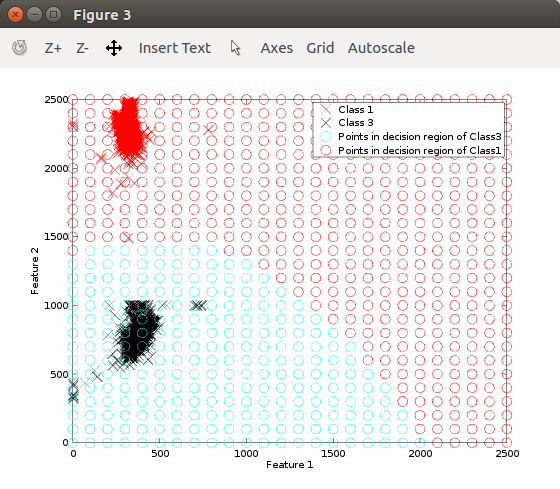 Figure 3
Z+ Z- Insert Text Axes Grid Autoscale
2500
2000
1500
1000
500
0
Feature 2
Class 1
Class 3
Points in decision region of Class3
Points in decision region of Class1
0 500 1000 1500 2000 2500
Feature 1